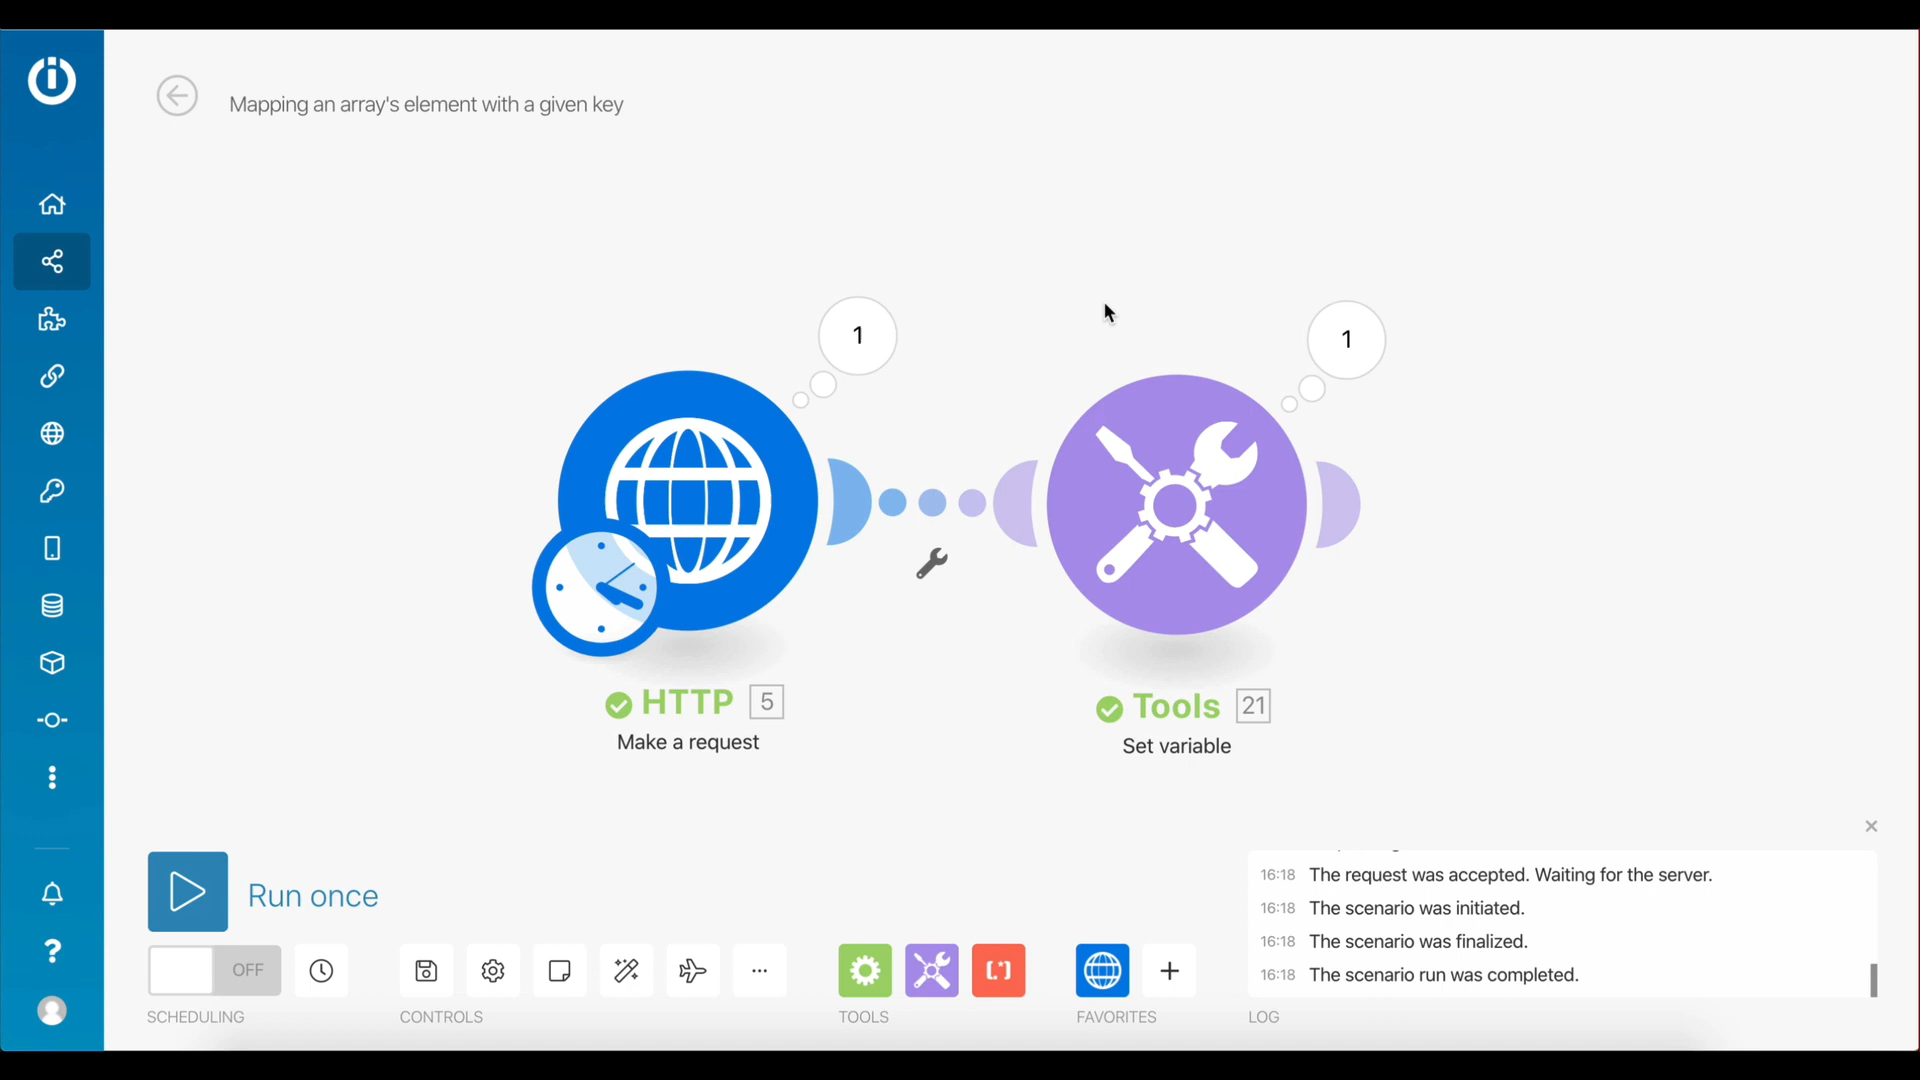 Mapping an array's element with a given key
1
1
HTTP 5
Make a request
Tools 21
Set variable
Run once
OFF
SCHEDULING
CONTROLS
TOOLS
FAVORITES
16:18 The request was accepted. Waiting for the server.
16:18 The scenario was initiated.
16:18 The scenario was finalized.
16:18 The scenario run was completed.
LOG